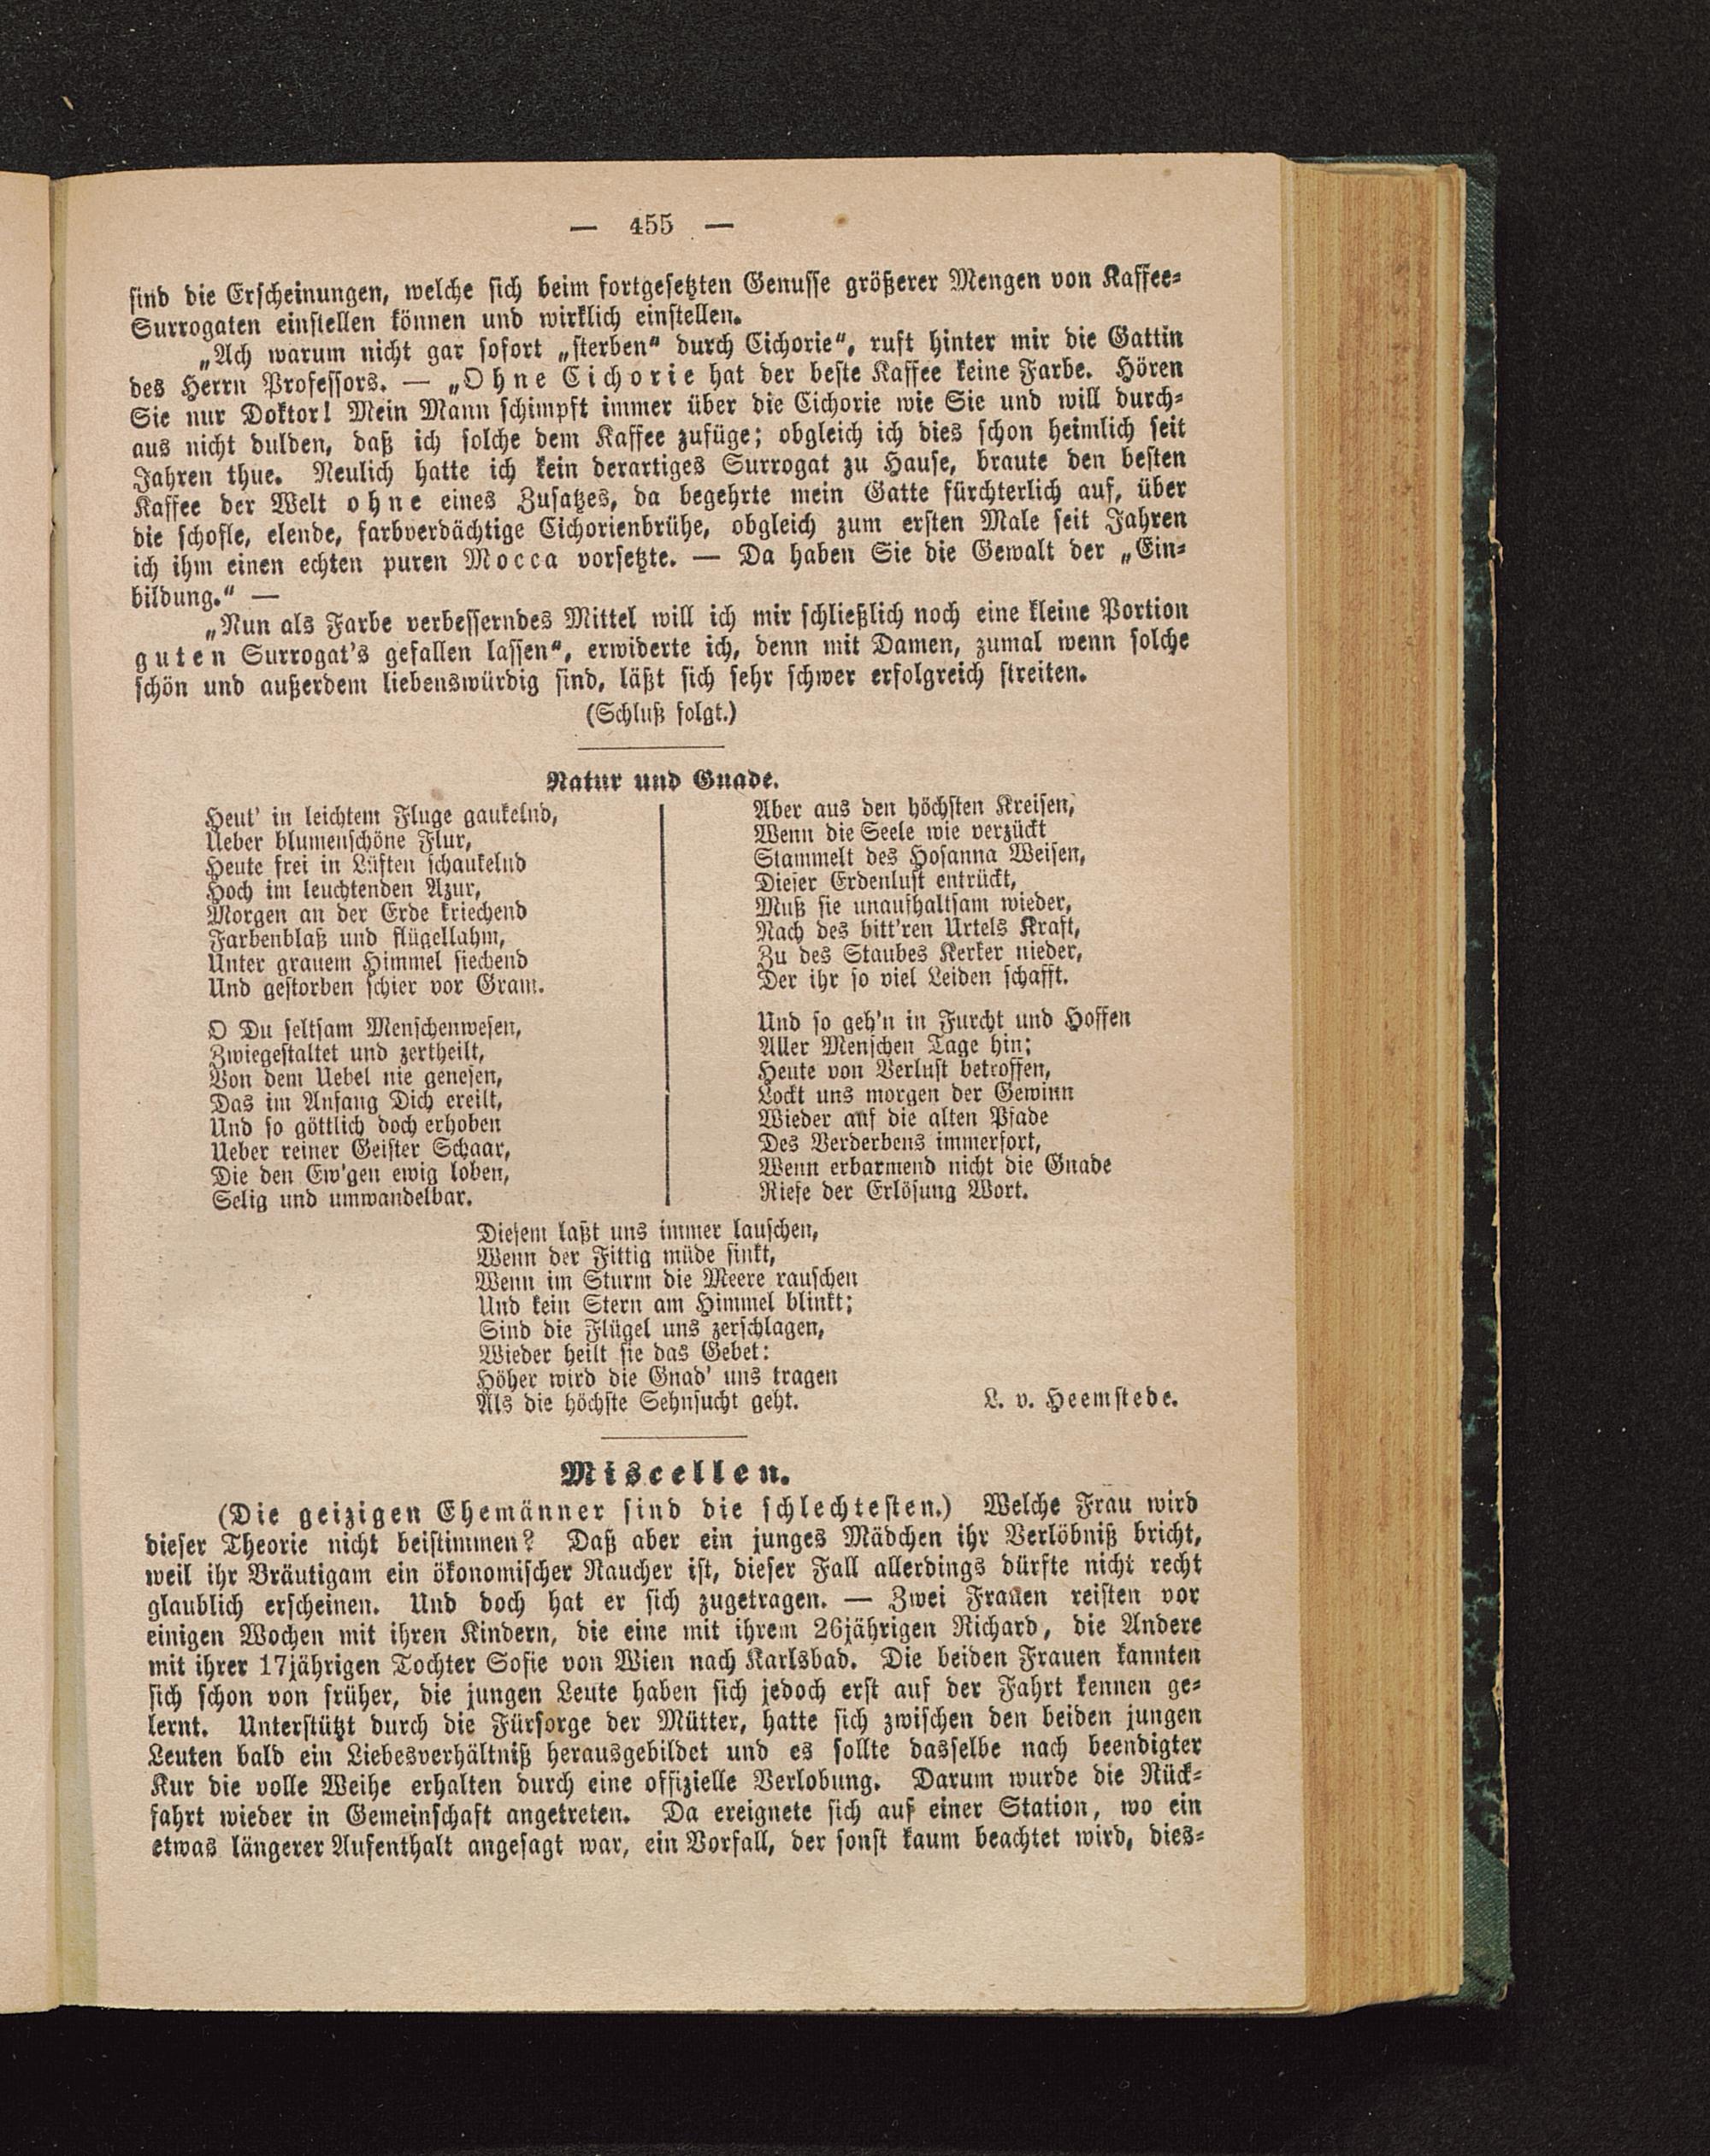 — 455 —
sind die Erscheinungen, welche sich beim fortgesetzten Genusse größerer Mengen von Kaffee-
Surrogaten einstellen können und wirklich einstellen.
„Ach warum nicht gar sofort „sterben“ durch Cichorie“, ruft hinter mir die Gattin
des Herrn Professors. — „Ohne Cichorie hat der beste Kaffee keine Farbe. Hören
Sie nur Doktor! Mein Mann schimpft immer über die Cichorie wie Sie und will durch-
aus nicht dulden, daß ich solche dem Kaffee zufüge; obgleich ich dies schon heimlich seit
Jahren thue. Neulich hatte ich kein derartiges Surrogat zu Hause, braute den besten
Kaffee der Welt ohne eines Zusatzes, da begehrte mein Gatte fürchterlich auf, über
die schofle, elende, farbverdächtige Cichorienbrühe, obgleich zum ersten Male seit Jahren
ich ihm einen echten puren Mocca vorsetzte. — Da haben Sie die Gewalt der „Ein-
bildung.“ —
„Nun als Farbe verbesserndes Mittel will ich mir schließlich noch eine kleine Portion
guten Surrogat's gefallen lassen“, erwiderte ich, denn mit Damen, zumal wenn solche
schön und außerdem liebenswürdig sind, läßt sich sehr schwer erfolgreich streiten.
(Schluß folgt.)
Natur und Gnade.
Heut' in leichtem Fluge gaukelnd,
Ueber blumenschöne Flur,
Heute frei in Lüften schaukelnd
Hoch im leuchtenden Azur,
Morgen an der Erde kriechend
Farbenblaß und flügellahm,
Unter grauem Himmel siechend
Und gestorben schier vor Gram.
O Du seltsam Menschenwesen,
Zwiegestaltet und zertheilt,
Von dem Uebel nie genesen,
Das im Anfang Dich ereilt,
Und so göttlich doch erhoben
Ueber reiner Geister Schaar,
Die den Ew'gen ewig loben,
Selig und umwandelbar.
Aber aus den höchsten Kreisen,
Wenn die Seele wie verzückt
Stammelt des Hosanna Weisen,
Dieser Erdenlust entrückt,
Muß sie unaufhaltsam wieder,
Nach des bitt'ren Urtels Kraft,
Zu des Staubes Kerker nieder,
Der ihr so viel Leiden schafft.
Und so geh'n in Furcht und Hoffen
Aller Menschen Tage hin;
Heute von Verlust betroffen,
Lockt uns morgen der Gewinn
Wieder auf die alten Pfade
Des Verderbens immerfort,
Wenn erbarmend nicht die Gnade
Riefe der Erlösung Wort.
Diesem laßt uns immer lauschen,
Wenn der Fittig müde sinkt,
Wenn im Sturm die Meere rauschen
Und kein Stern am Himmel blinkt;
Sind die Flügel uns zerschlagen,
Wieder heilt sie das Gebet:
Höher wird die Gnad' uns tragen
Als die höchste Sehnsucht geht.
L. v. Heemstede.
Miscellen.
(Die geizigen Ehemänner sind die schlechtesten.) Welche Frau wird
dieser Theorie nicht beistimmen? Daß aber ein junges Mädchen ihr Verlöbniß bricht,
weil ihr Bräutigam ein ökonomischer Raucher ist, dieser Fall allerdings dürfte nicht recht
glaublich erscheinen. Und doch hat er sich zugetragen. — Zwei Frauen reisten vor
einigen Wochen mit ihren Kindern, die eine mit ihrem 26jährigen Richard, die Andere
mit ihrer 17jährigen Tochter Sofie von Wien nach Karlsbad. Die beiden Frauen kannten
sich schon von früher, die jungen Leute haben sich jedoch erst auf der Fahrt kennen ge-
lernt. Unterstützt durch die Fürsorge der Mütter, hatte sich zwischen den beiden jungen
Leuten bald ein Liebesverhältniß herausgebildet und es sollte dasselbe nach beendigter
Kur die volle Weihe erhalten durch eine offizielle Verlobung. Darum wurde die Rück-
fahrt wieder in Gemeinschaft angetreten. Da ereignete sich auf einer Station, wo ein
etwas längerer Aufenthalt angesagt war, ein Vorfall, der sonst kaum beachtet wird, dies-